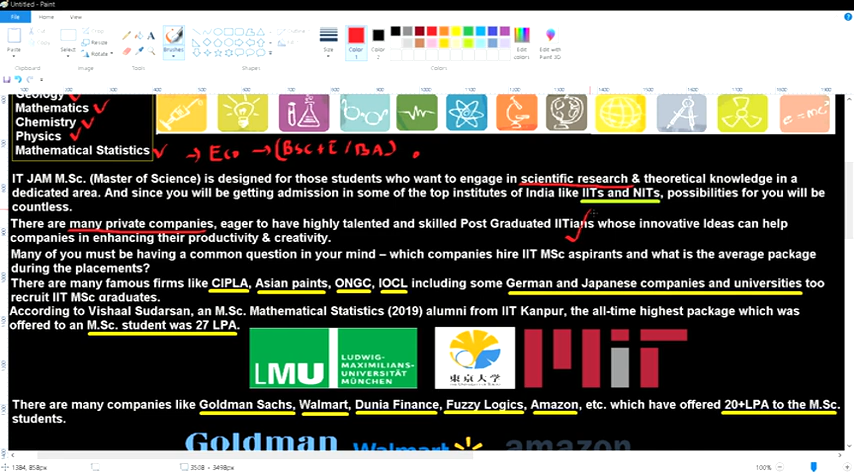 Untitled - Paint
File Home View
Paste
Cut
Copy
Select
Crop
Resize
Rotate
Brushes
Size
Color 1
Color 2
Edit colors
Edit with Paint 3D
Clipboard Image Tools Shapes Colors
Geology
Mathematics
Chemistry
Physics
Mathematical Statistics → Eco → (BSC + E / BA)
e=mc²
IIT JAM M.Sc. (Master of Science) is designed for those students who want to engage in scientific research & theoretical knowledge in a
dedicated area. And since you will be getting admission in some of the top institutes of India like IITs and NITs, possibilities for you will be
countless.
There are many private companies, eager to have highly talented and skilled Post Graduated IITians whose innovative Ideas can help
companies in enhancing their productivity & creativity.
Many of you must be having a common question in your mind – which companies hire IIT MSc aspirants and what is the average package
during the placements?
There are many famous firms like CIPLA, Asian paints, ONGC, IOCL including some German and Japanese companies and universities too
recruit IIT MSc graduates.
According to Vishaal Sudarsan, an M.Sc. Mathematical Statistics (2019) alumni from IIT Kanpur, the all-time highest package which was
offered to an M.Sc. student was 27 LPA.
LMU LUDWIG-
MAXIMILIANS-
UNIVERSITÄT
MÜNCHEN
東京大学
MIT
There are many companies like Goldman Sachs, Walmart, Dunia Finance, Fuzzy Logics, Amazon, etc. which have offered 20+LPA to the M.Sc.
students.
Goldman Walmart amazon
1384, 858px 3508 × 3498px 100%